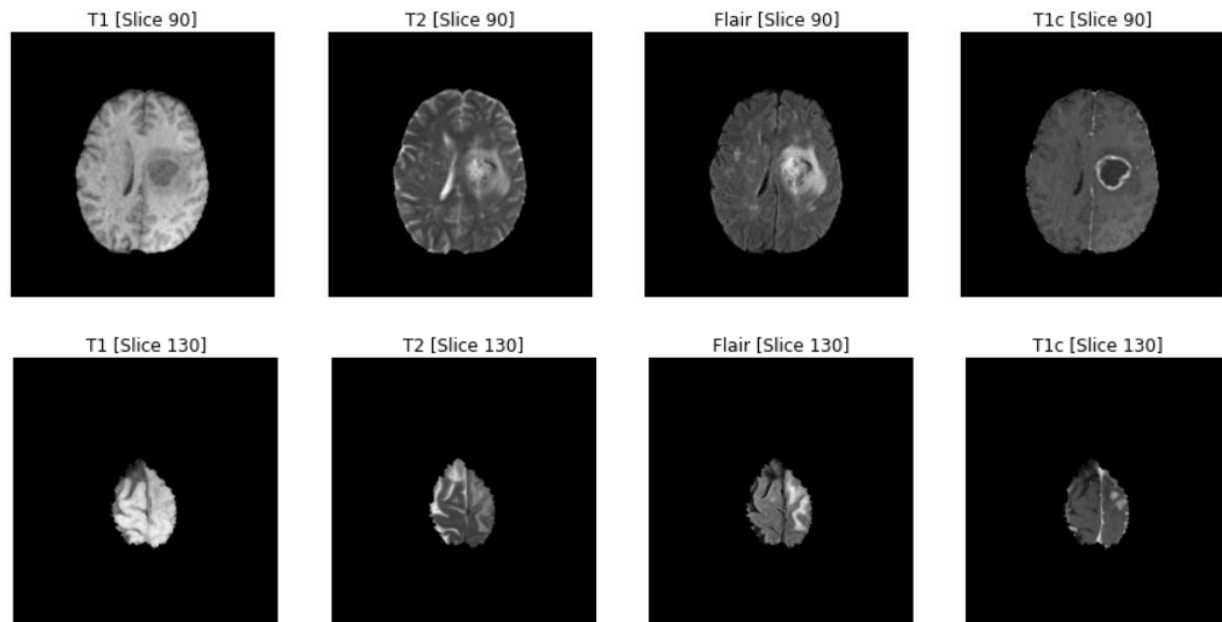 T1 [Slice 90]
T2 [Slice 90]
Flair [Slice 90]
T1c [Slice 90]
T1 [Slice 130]
T2 [Slice 130]
Flair [Slice 130]
T1c [Slice 130]